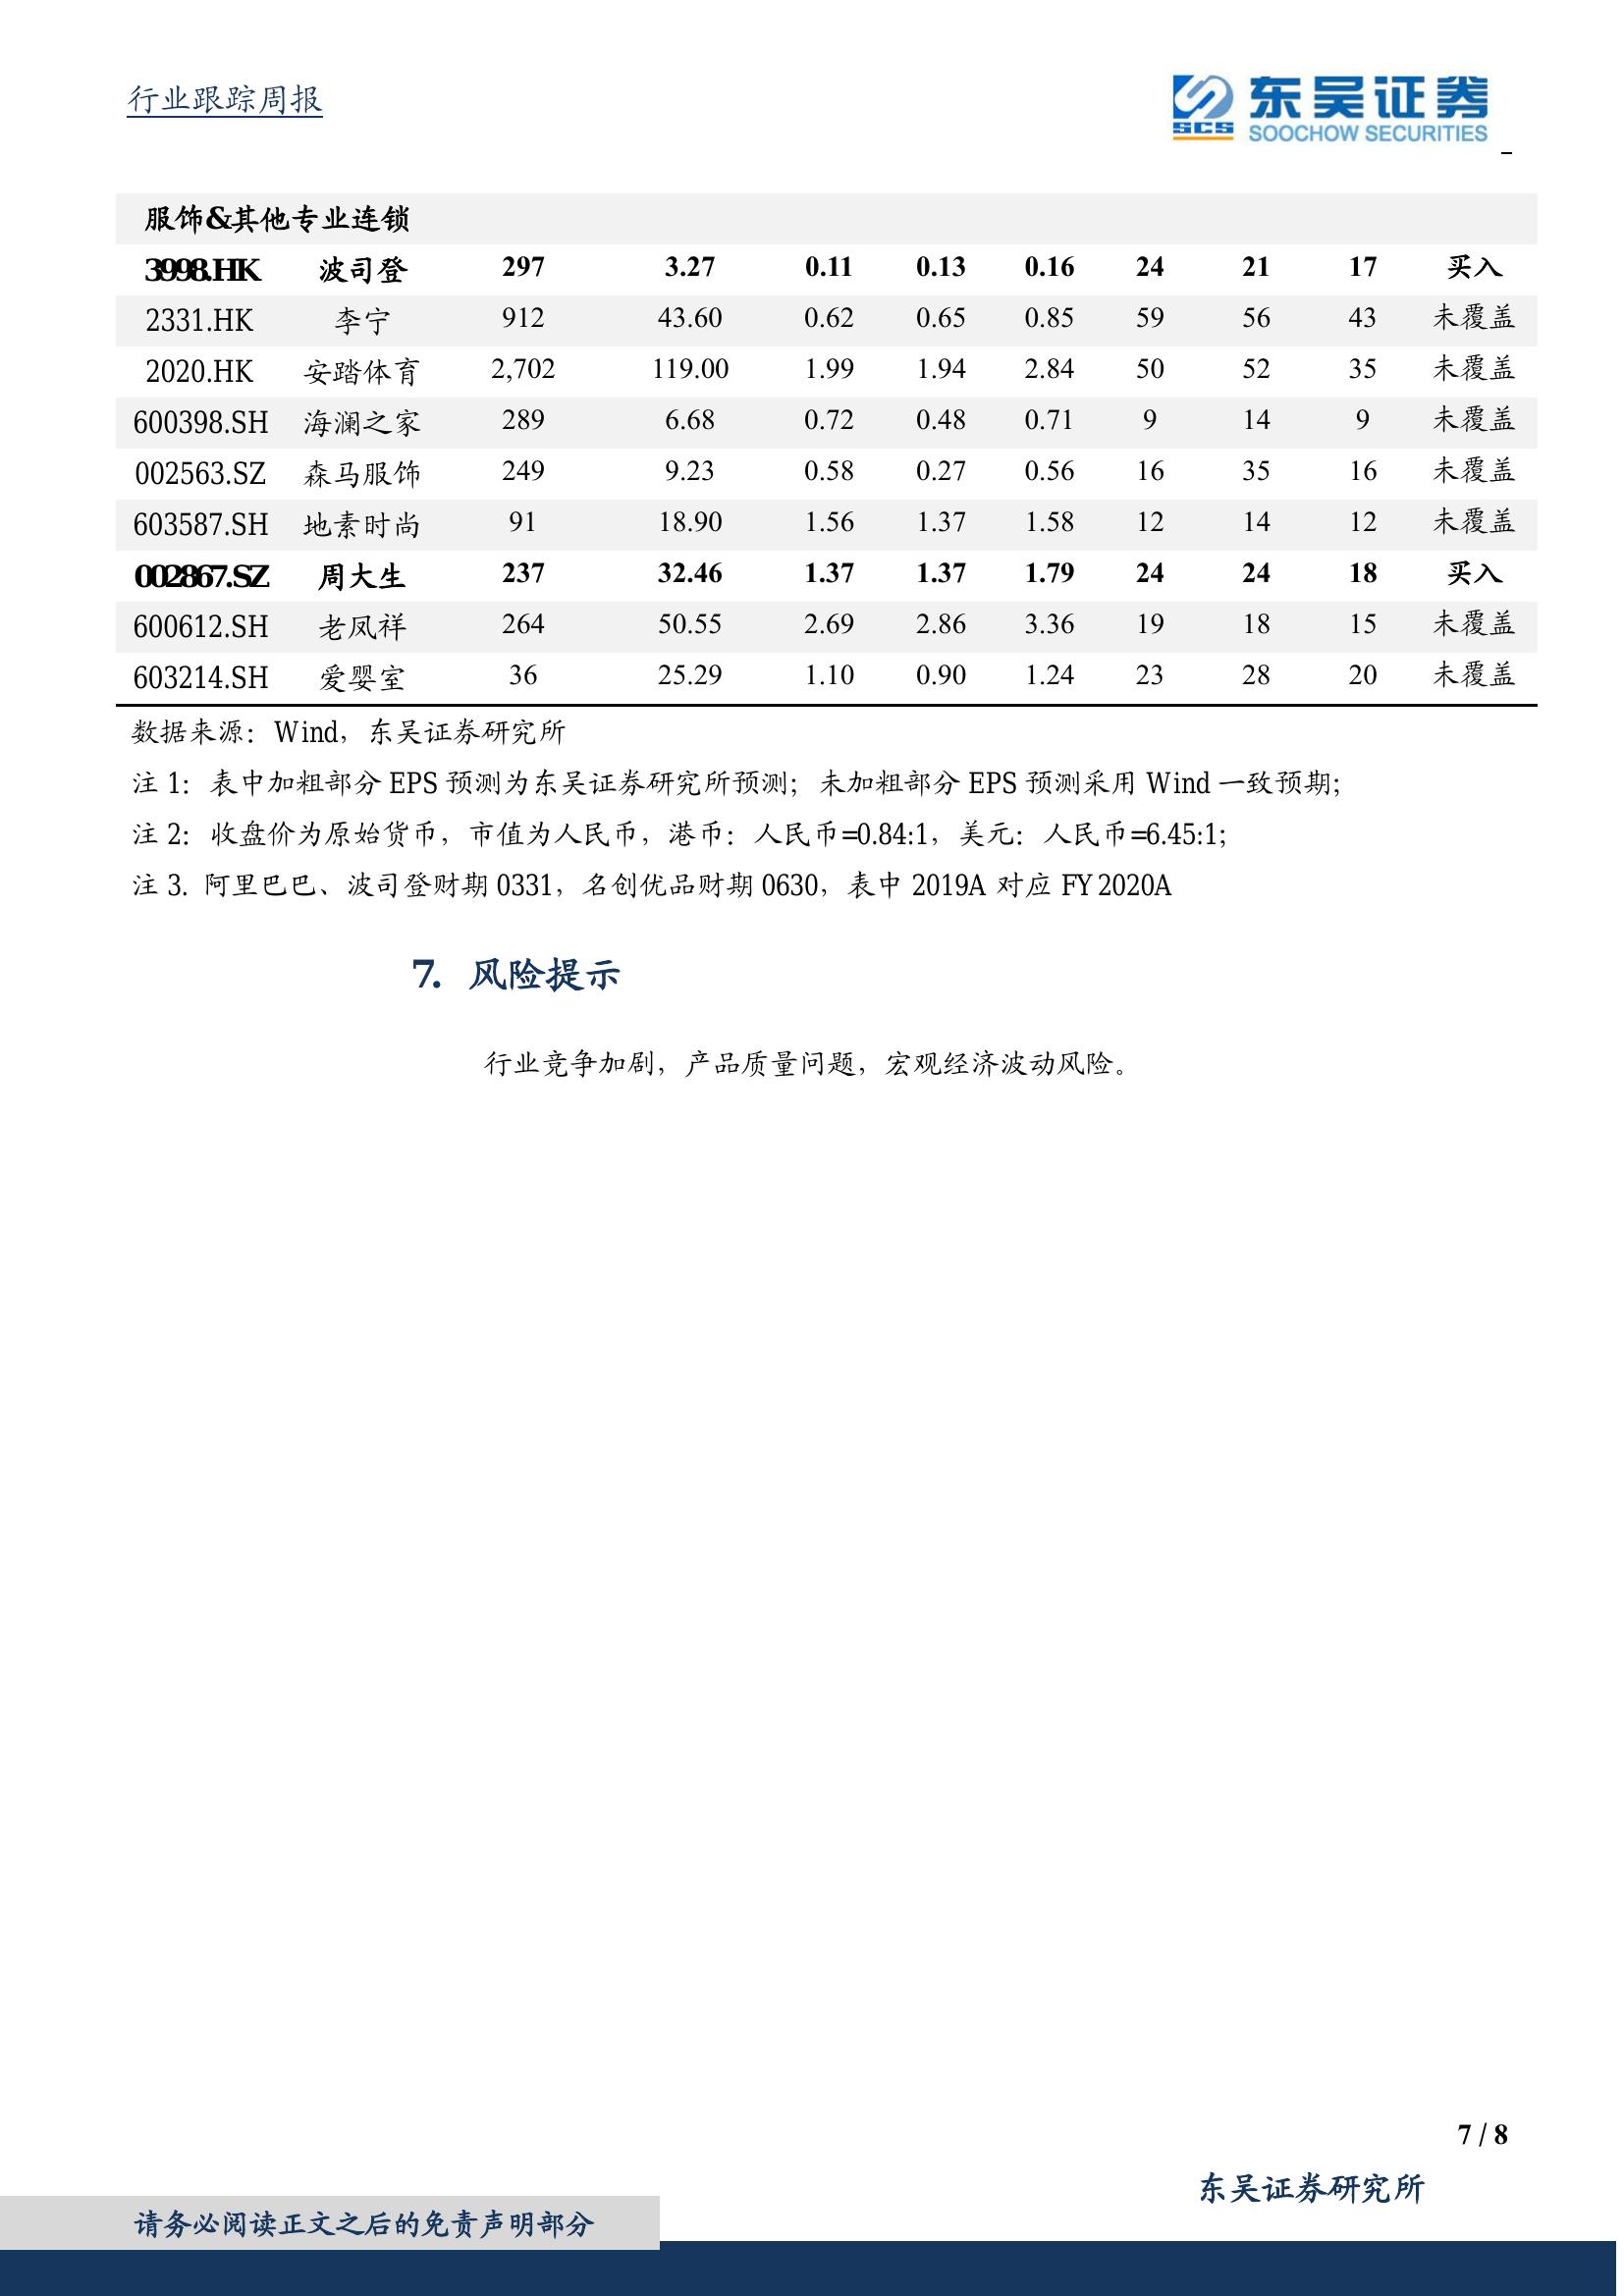 行业跟踪周报
SCS 东吴证券
SOOCHOW SECURITIES
服饰&其他专业连锁
3998.HK 波司登 297 3.27 0.11 0.13 0.16 24 21 17 买入
2331.HK 李宁 912 43.60 0.62 0.65 0.85 59 56 43 未覆盖
2020.HK 安踏体育 2,702 119.00 1.99 1.94 2.84 50 52 35 未覆盖
600398.SH 海澜之家 289 6.68 0.72 0.48 0.71 9 14 9 未覆盖
002563.SZ 森马服饰 249 9.23 0.58 0.27 0.56 16 35 16 未覆盖
603587.SH 地素时尚 91 18.90 1.56 1.37 1.58 12 14 12 未覆盖
002867.SZ 周大生 237 32.46 1.37 1.37 1.79 24 24 18 买入
600612.SH 老凤祥 264 50.55 2.69 2.86 3.36 19 18 15 未覆盖
603214.SH 爱婴室 36 25.29 1.10 0.90 1.24 23 28 20 未覆盖
数据来源：Wind，东吴证券研究所
注 1：表中加粗部分 EPS 预测为东吴证券研究所预测；未加粗部分 EPS 预测采用 Wind 一致预期；
注 2：收盘价为原始货币，市值为人民币，港币：人民币=0.84:1，美元：人民币=6.45:1；
注 3. 阿里巴巴、波司登财期 0331，名创优品财期 0630，表中 2019A 对应 FY2020A
7. 风险提示
行业竞争加剧，产品质量问题，宏观经济波动风险。
7 / 8
东吴证券研究所
请务必阅读正文之后的免责声明部分